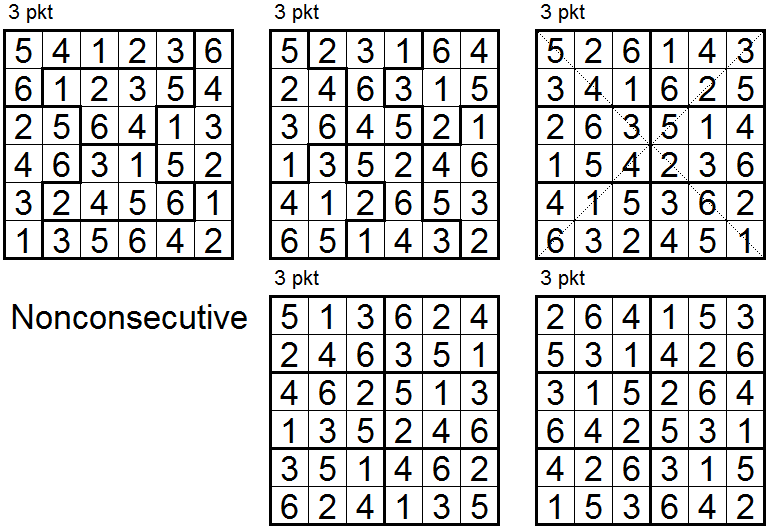 3 pkt 3 pkt 3 pkt
5 4 1 2 3 6 5 2 3 1 6 4 5 2 6 1 4 3
6 1 2 3 5 4 2 4 6 3 1 5 3 4 1 6 2 5
2 5 6 4 1 3 3 6 4 5 2 1 2 6 3 5 1 4
4 6 3 1 5 2 1 3 5 2 4 6 1 5 4 2 3 6
3 2 4 5 6 1 4 1 2 6 5 3 4 1 5 3 6 2
1 3 5 6 4 2 6 5 1 4 3 2 6 3 2 4 5 1
3 pkt 3 pkt
Nonconsecutive
5 1 3 6 2 4 2 6 4 1 5 3
2 4 6 3 5 1 5 3 1 4 2 6
4 6 2 5 1 3 3 1 5 2 6 4
1 3 5 2 4 6 6 4 2 5 3 1
3 5 1 4 6 2 4 2 6 3 1 5
6 2 4 1 3 5 1 5 3 6 4 2